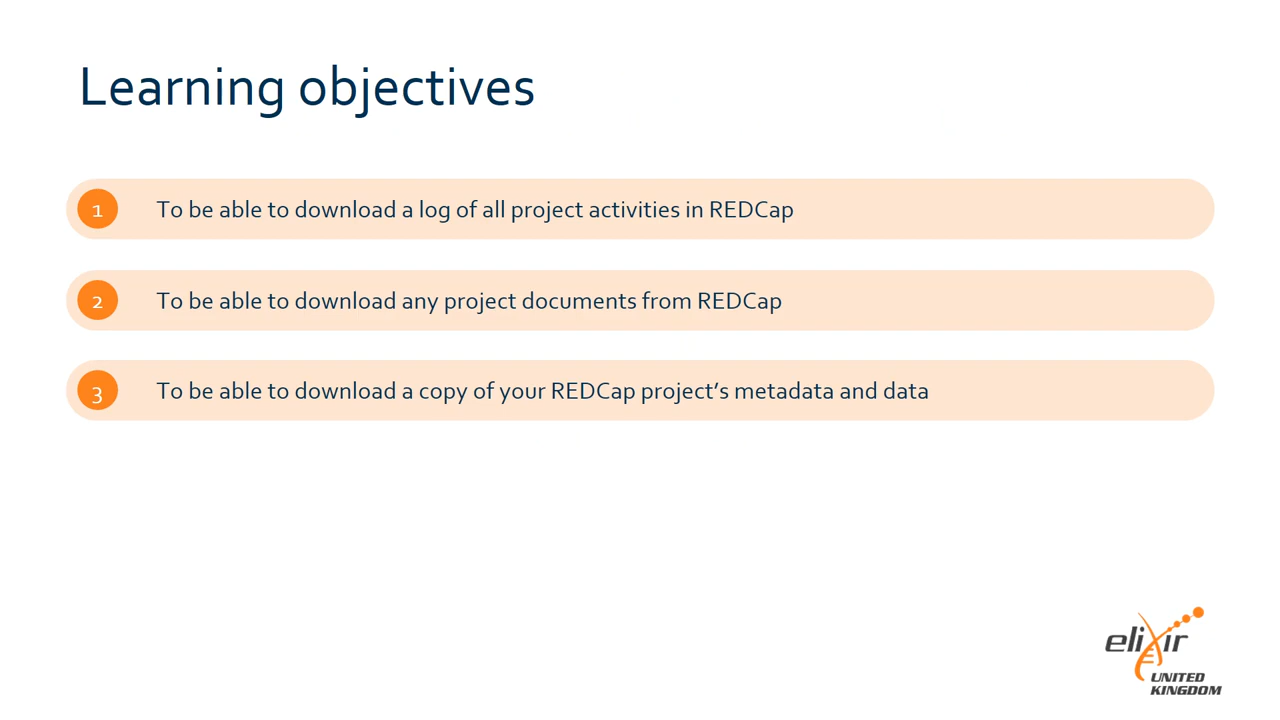 Learning objectives
1 To be able to download a log of all project activities in REDCap
2 To be able to download any project documents from REDCap
3 To be able to download a copy of your REDCap project’s metadata and data
elixir
UNITED
KINGDOM